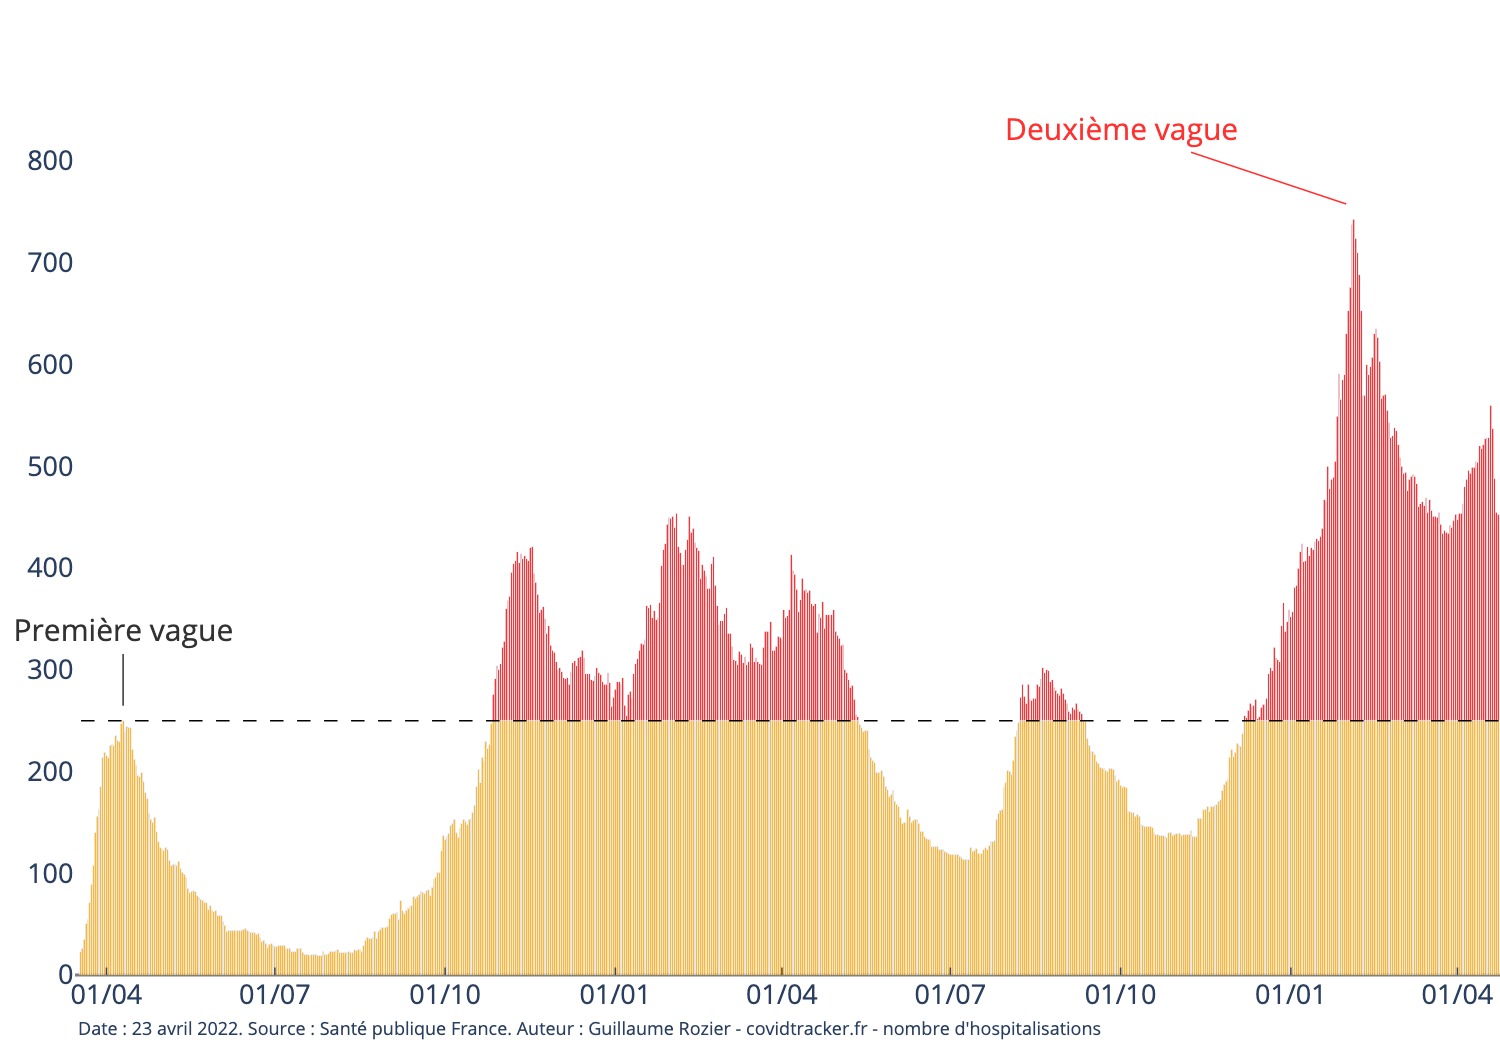 Deuxième vague
800
700
600
500
400
Première vague
300
200
100
0
01/04 01/07 01/10 01/01 01/04 01/07 01/10 01/01 01/04
Date : 23 avril 2022. Source : Santé publique France. Auteur : Guillaume Rozier - covidtracker.fr - nombre d'hospitalisations